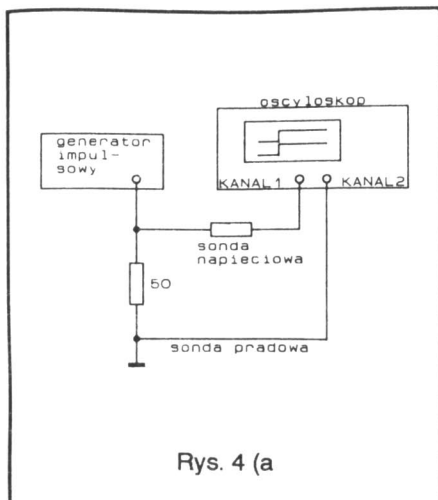 oscyloskop
generator
impul-
sowy
KANAL1
KANAL2
sonda
napieciowa
50
sonda pradowa
Rys. 4 (a